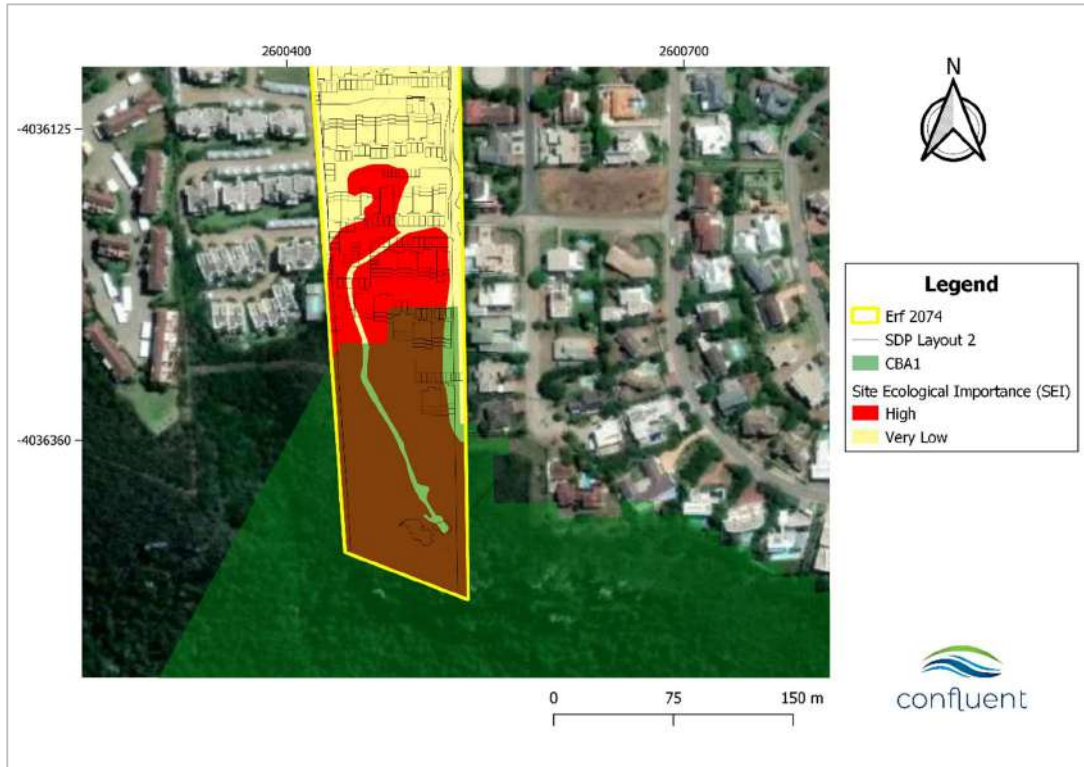 2600400
2600700
N
-4036125
-4036360
Legend
Erf 2074
SDP Layout 2
CBA1
Site Ecological Importance (SEI)
High
Very Low
0 75 150 m
confluent